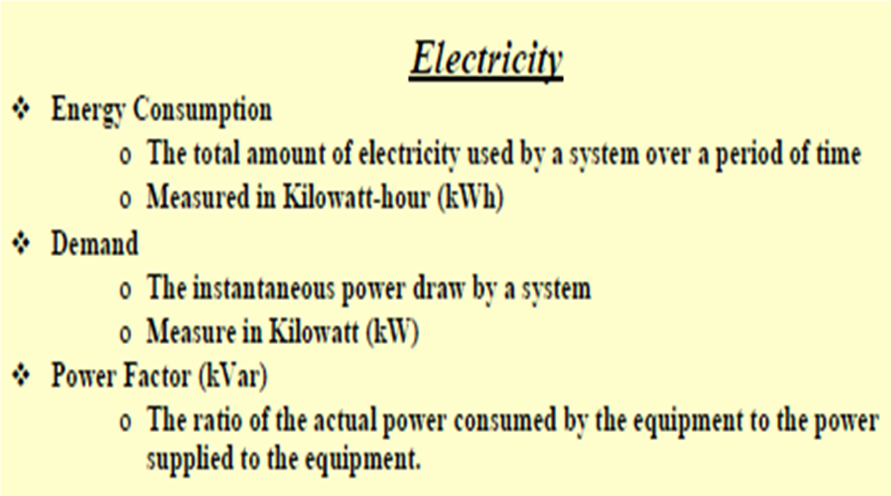 Electricity
❖ Energy Consumption
o The total amount of electricity used by a system over a period of time
o Measured in Kilowatt-hour (kWh)
❖ Demand
o The instantaneous power draw by a system
o Measure in Kilowatt (kW)
❖ Power Factor (kVar)
o The ratio of the actual power consumed by the equipment to the power
supplied to the equipment.